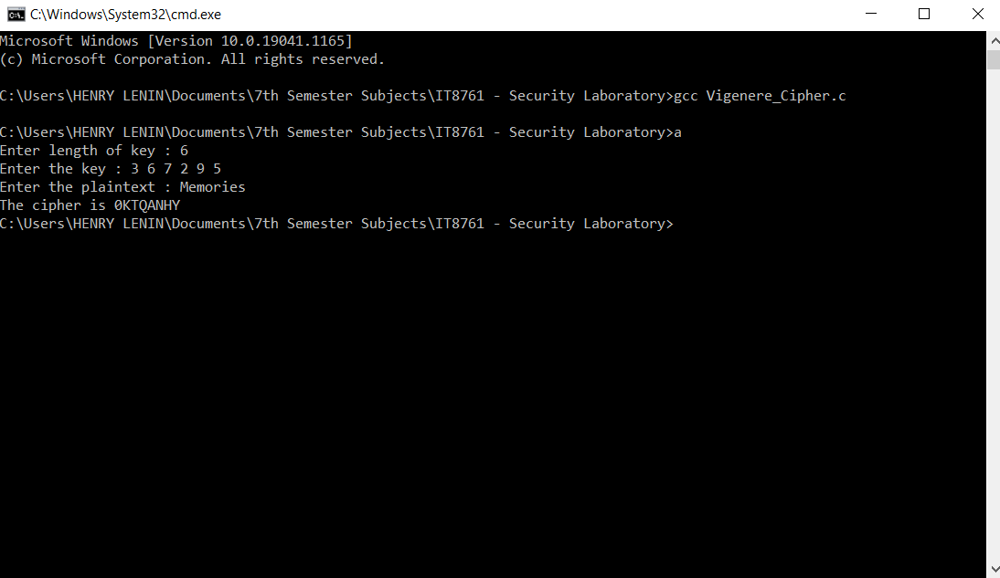 C:\Windows\System32\cmd.exe
Microsoft Windows [Version 10.0.19041.1165]
(c) Microsoft Corporation. All rights reserved.
C:\Users\HENRY LENIN\Documents\7th Semester Subjects\IT8761 - Security Laboratory>gcc Vigenere_Cipher.c
C:\Users\HENRY LENIN\Documents\7th Semester Subjects\IT8761 - Security Laboratory>a
Enter length of key : 6
Enter the key : 3 6 7 2 9 5
Enter the plaintext : Memories
The cipher is 0KTQANHY
C:\Users\HENRY LENIN\Documents\7th Semester Subjects\IT8761 - Security Laboratory>